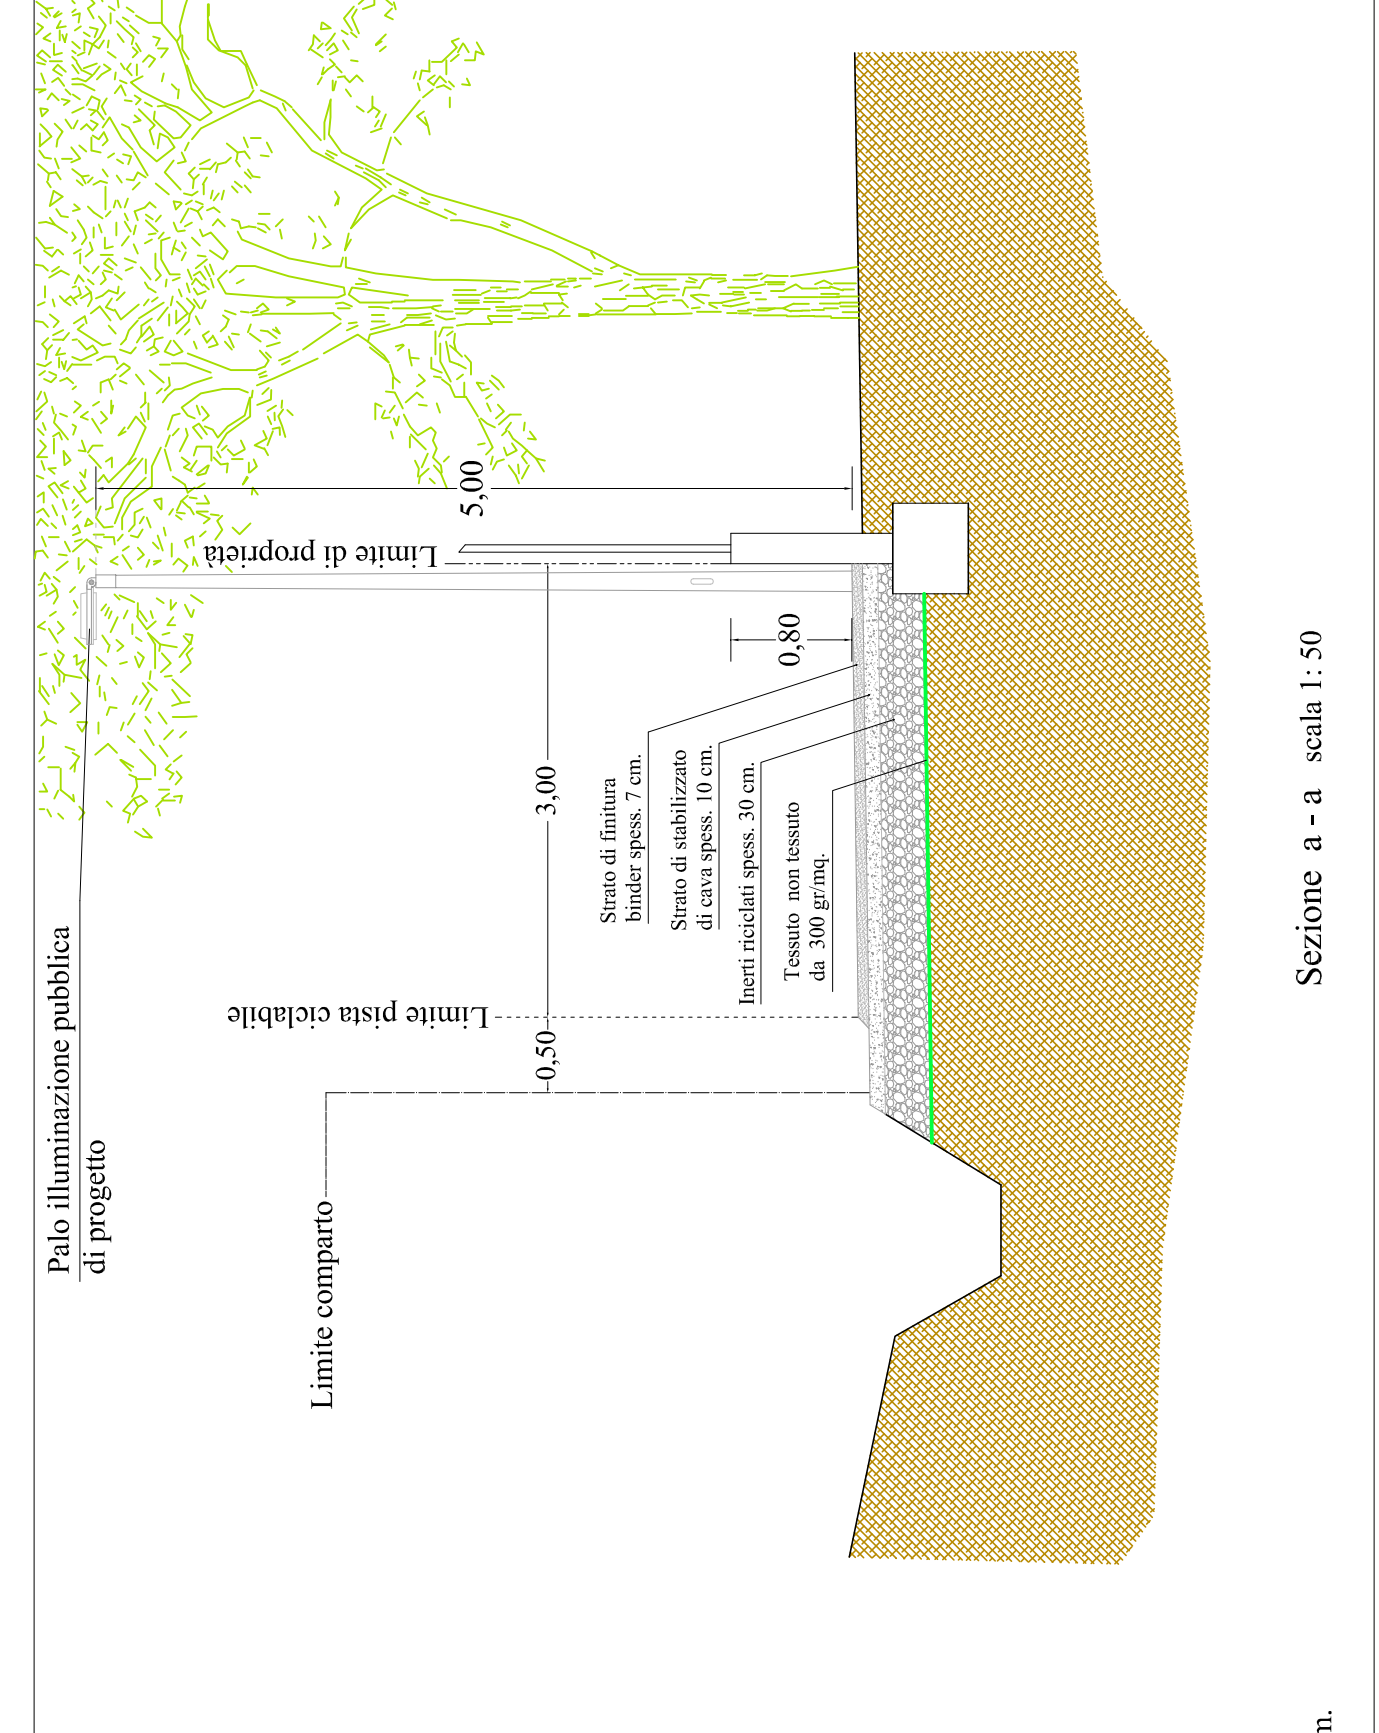 Palo illuminazione pubblica
di progetto
Limite comparto
Limite pista ciclabile
Limite di proprietà
5,00
3,00
0,50
0,80
Strato di finitura
binder spess. 7 cm.
Strato di stabilizzato
di cava spess. 10 cm.
Inerti riciclati spess. 30 cm.
Tessuto non tessuto
da 300 gr/mq.
Sezione a - a scala 1: 50
m.